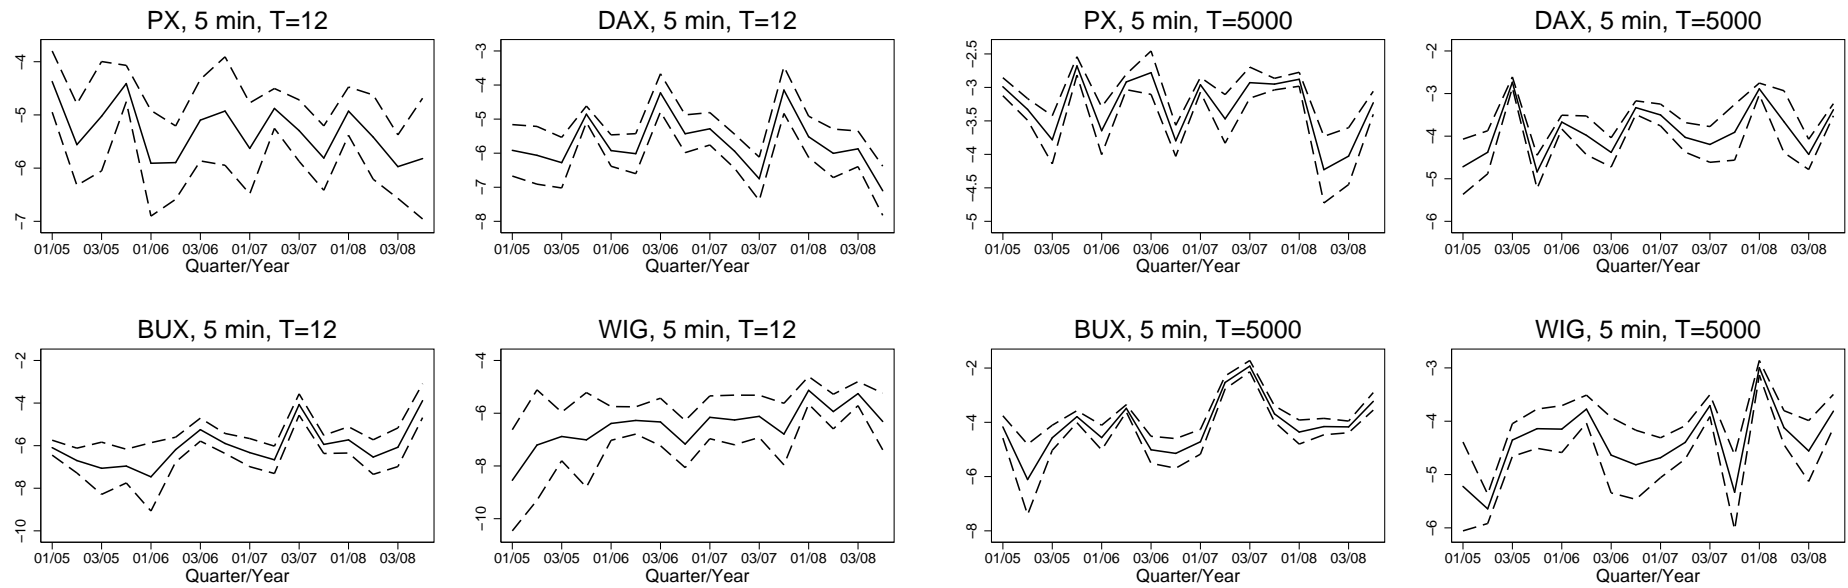 PX, 5 min, T=12
-4
-5
-6
-7
01/05 03/05 01/06 03/06 01/07 03/07 01/08 03/08
Quarter/Year
DAX, 5 min, T=12
-3
-4
-5
-6
-7
-8
01/05 03/05 01/06 03/06 01/07 03/07 01/08 03/08
Quarter/Year
PX, 5 min, T=5000
-2.5
-3
-3.5
-4
-4.5
-5
01/05 03/05 01/06 03/06 01/07 03/07 01/08 03/08
Quarter/Year
DAX, 5 min, T=5000
-2
-3
-4
-5
-6
01/05 03/05 01/06 03/06 01/07 03/07 01/08 03/08
Quarter/Year
BUX, 5 min, T=12
-2
-4
-6
-8
-10
01/05 03/05 01/06 03/06 01/07 03/07 01/08 03/08
Quarter/Year
WIG, 5 min, T=12
-4
-6
-8
-10
01/05 03/05 01/06 03/06 01/07 03/07 01/08 03/08
Quarter/Year
BUX, 5 min, T=5000
-2
-4
-6
-8
01/05 03/05 01/06 03/06 01/07 03/07 01/08 03/08
Quarter/Year
WIG, 5 min, T=5000
-3
-4
-5
-6
01/05 03/05 01/06 03/06 01/07 03/07 01/08 03/08
Quarter/Year